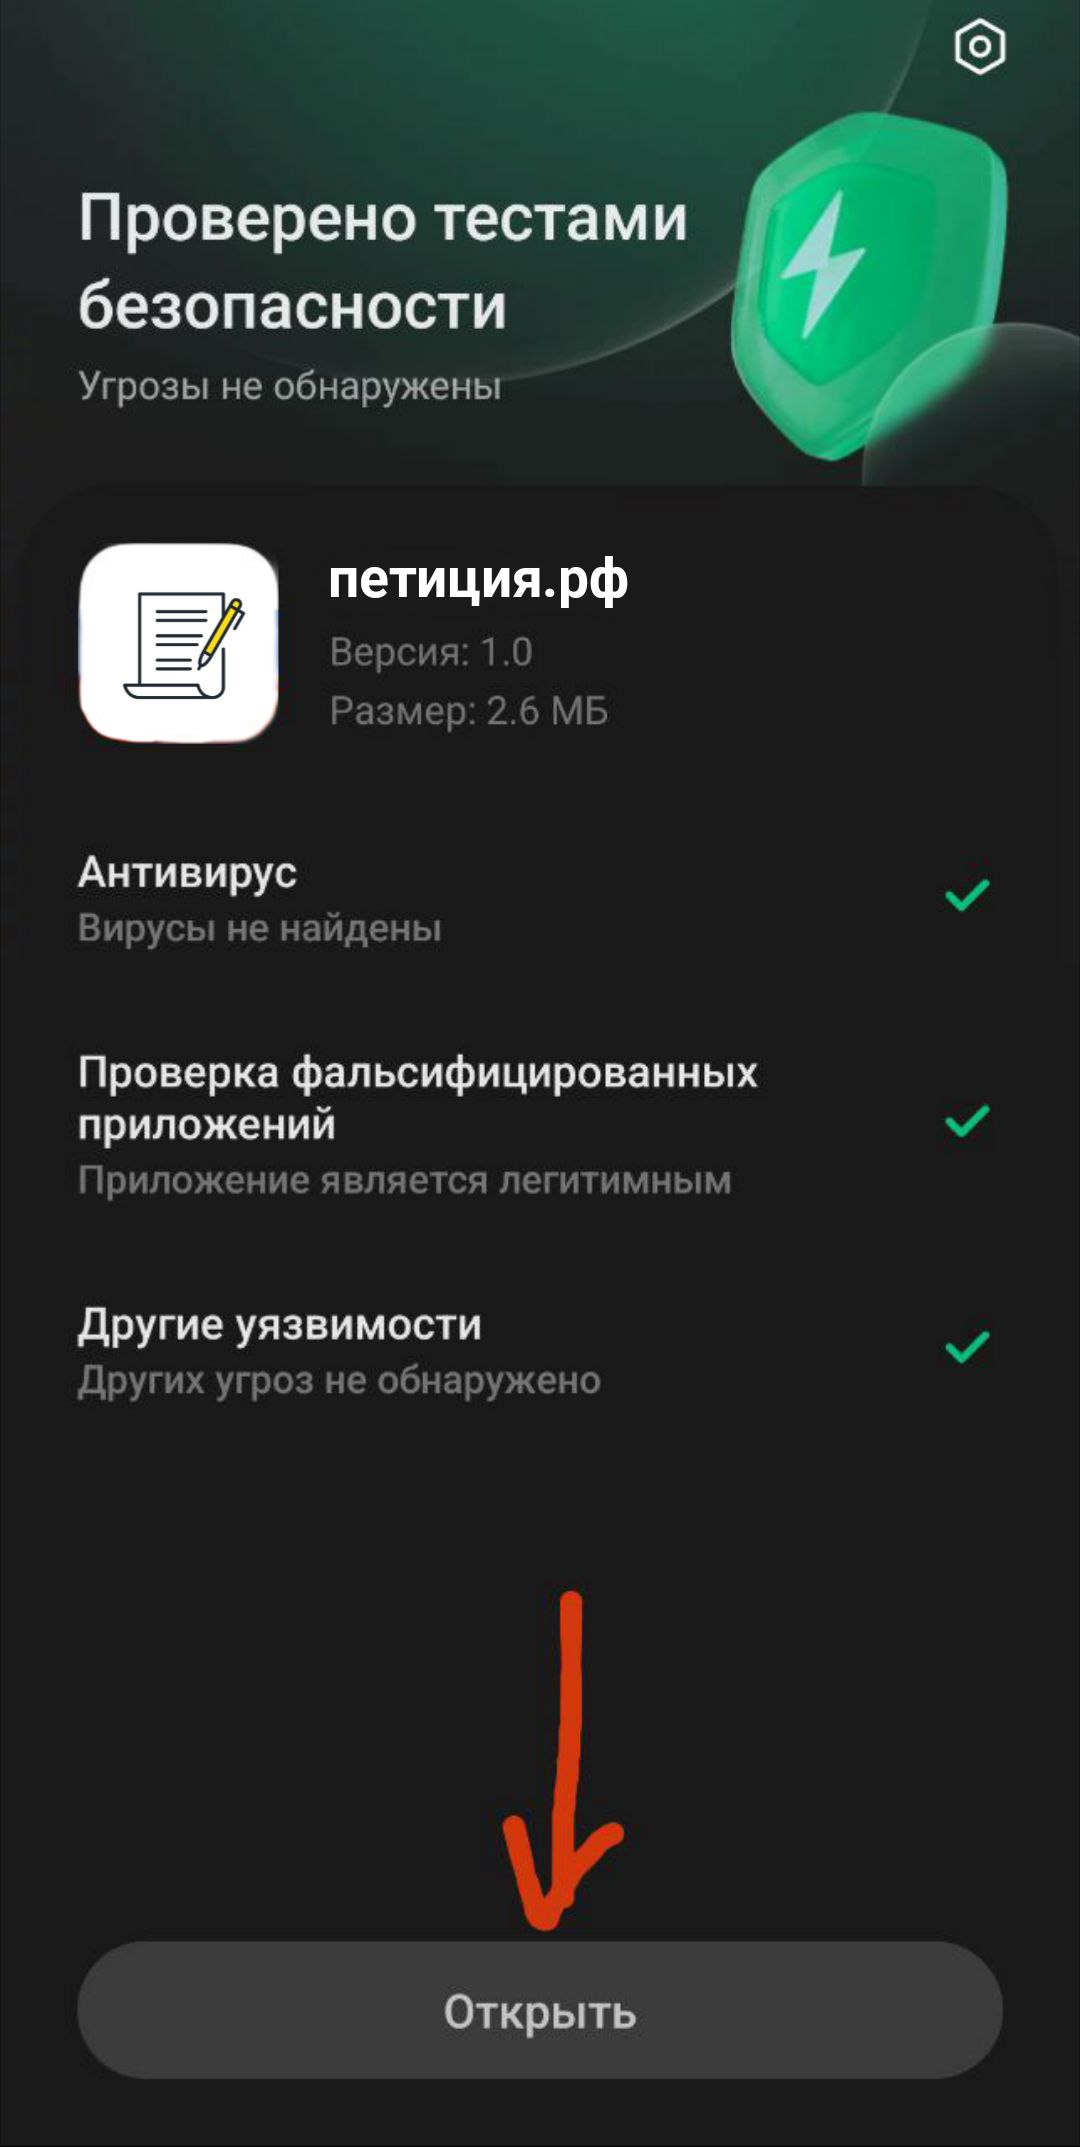 Проверено тестами
безопасности
Угрозы не обнаружены
петиция.рф
Версия: 1.0
Размер: 2.6 МБ
Антивирус
Вирусы не найдены
Проверка фальсифицированных
приложений
Приложение является легитимным
Другие уязвимости
Других угроз не обнаружено
Открыть